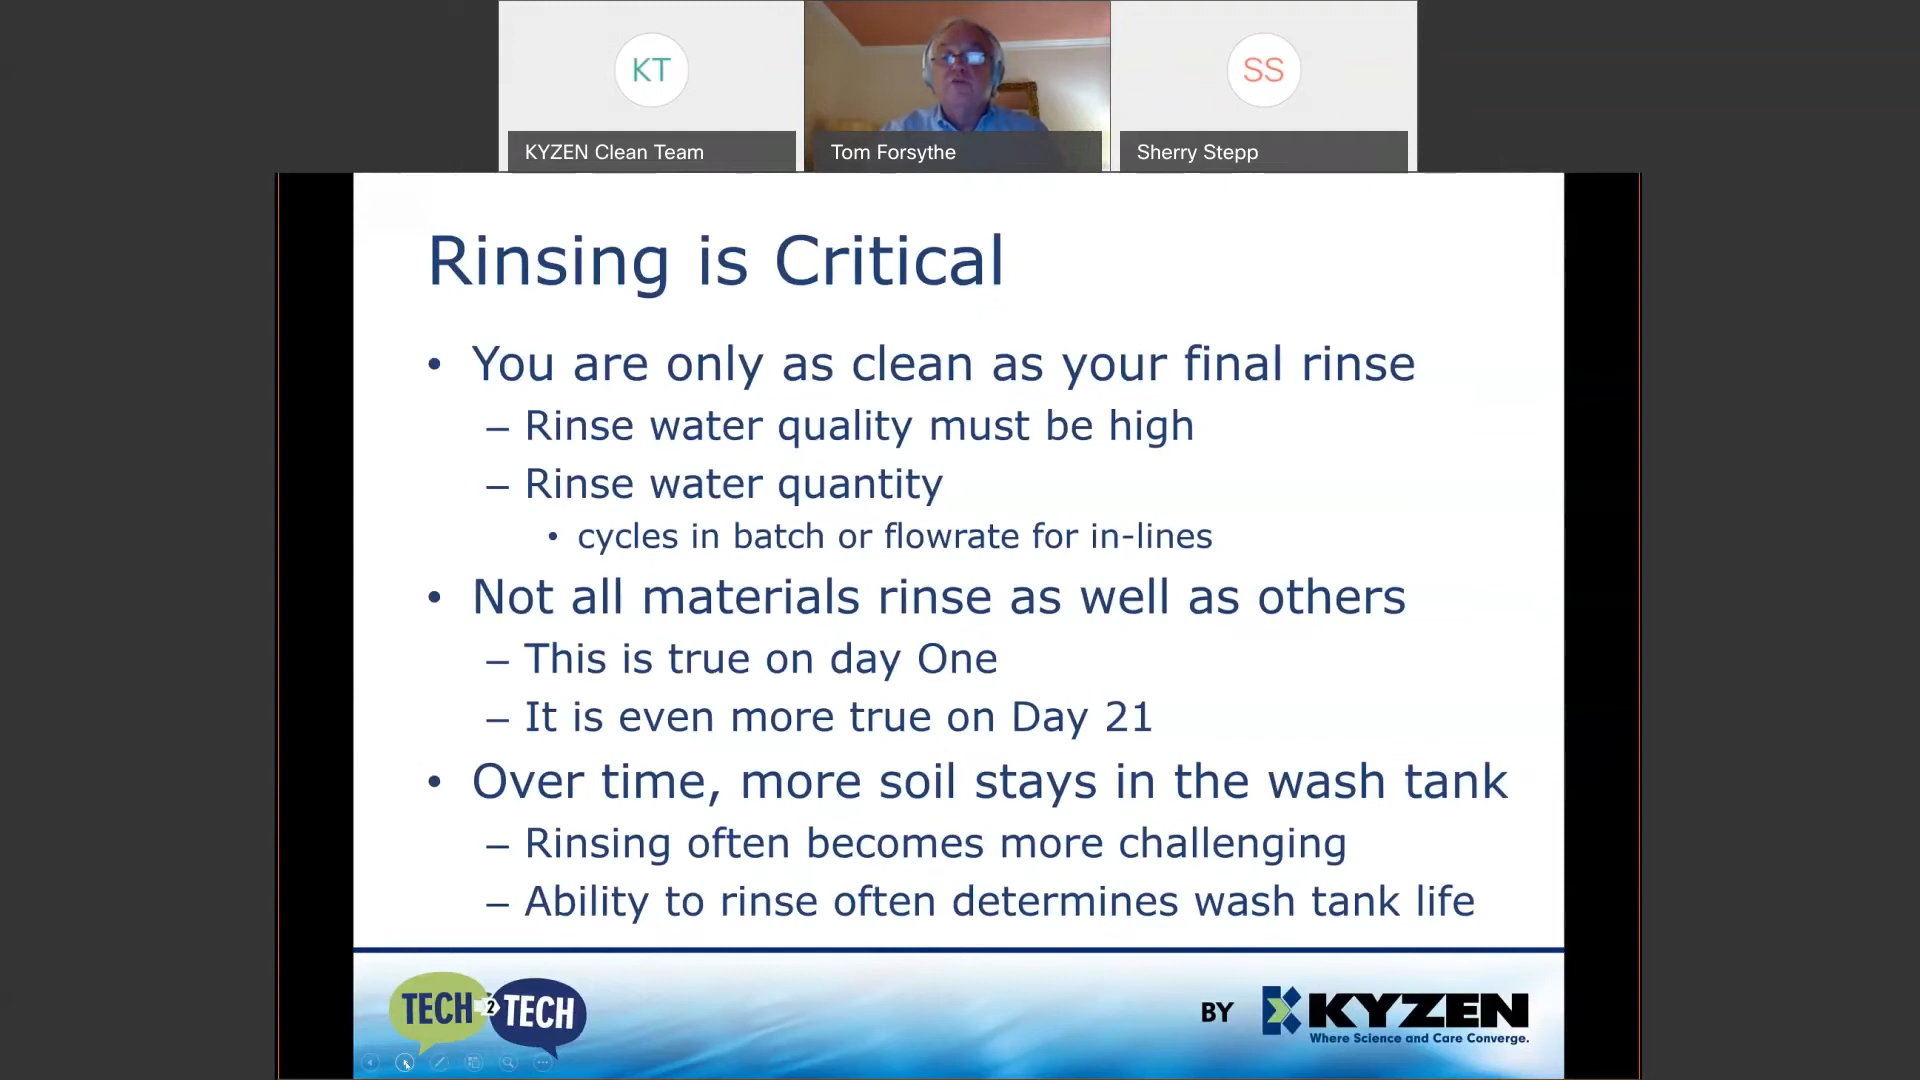 KT
SS
KYZEN Clean Team
Tom Forsythe
Sherry Stepp
Rinsing is Critical
• You are only as clean as your final rinse
– Rinse water quality must be high
– Rinse water quantity
• cycles in batch or flowrate for in-lines
• Not all materials rinse as well as others
– This is true on day One
– It is even more true on Day 21
• Over time, more soil stays in the wash tank
– Rinsing often becomes more challenging
– Ability to rinse often determines wash tank life
TECH 2 TECH
BY KYZEN
Where Science and Care Converge.